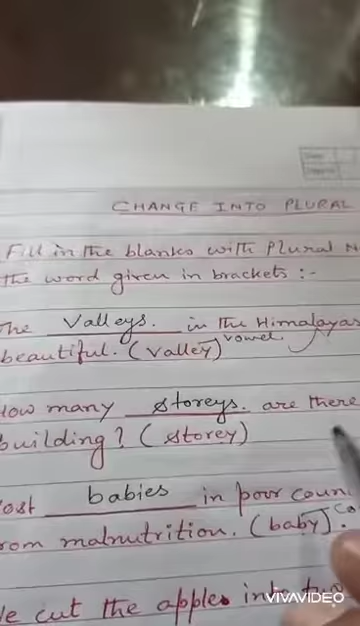 CHANGE INTO PLURAL
Fill in the blanks with Plural N
the word given in brackets :-
The Valleys. in the Himalayas
beautiful. (Valley) vowel
How many storeys. are there
building? (storey)
babies in poor coun
from malnutrition. (baby). Co
We cut the apples into
VIVAVIDEO